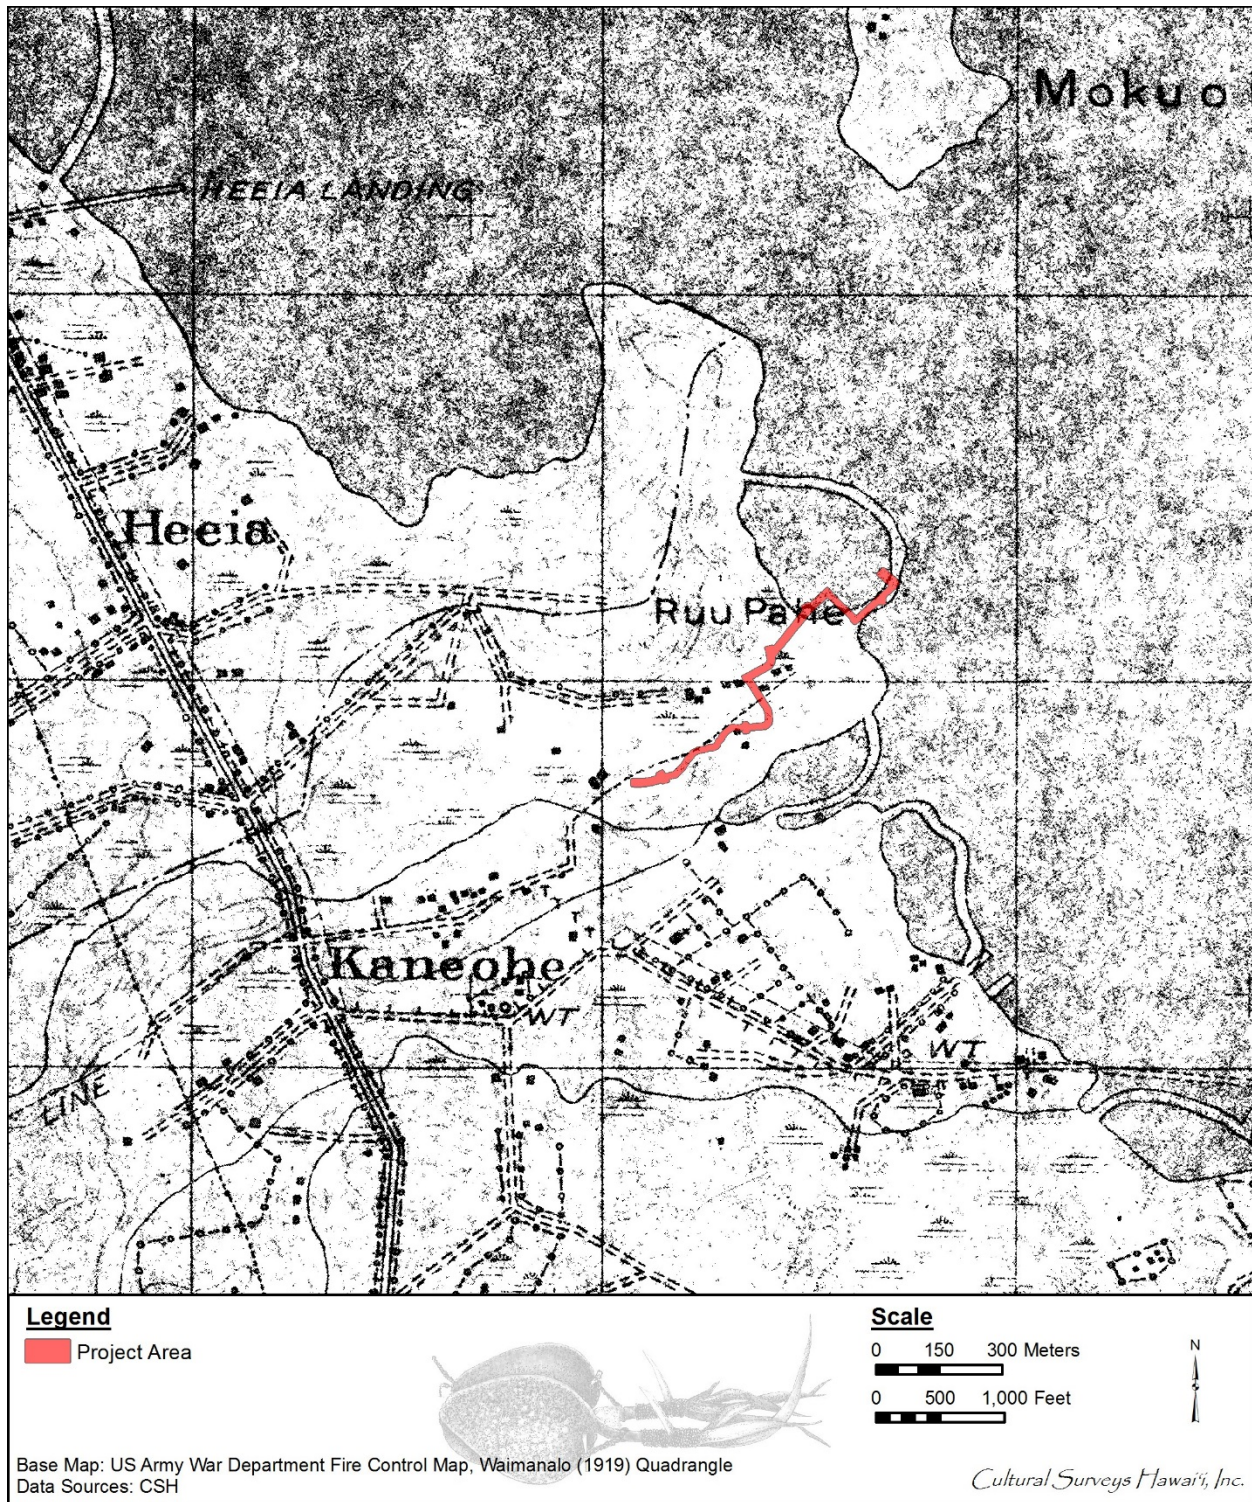 Mokuo
HEEIA LANDING
Heeia
Ruu Pahe
Kaneohe
WT
WT
LINE
Legend
Project Area
Scale
0 150 300 Meters
0 500 1,000 Feet
N
Base Map: US Army War Department Fire Control Map, Waimanalo (1919) Quadrangle
Data Sources: CSH
Cultural Surveys Hawai‘i, Inc.